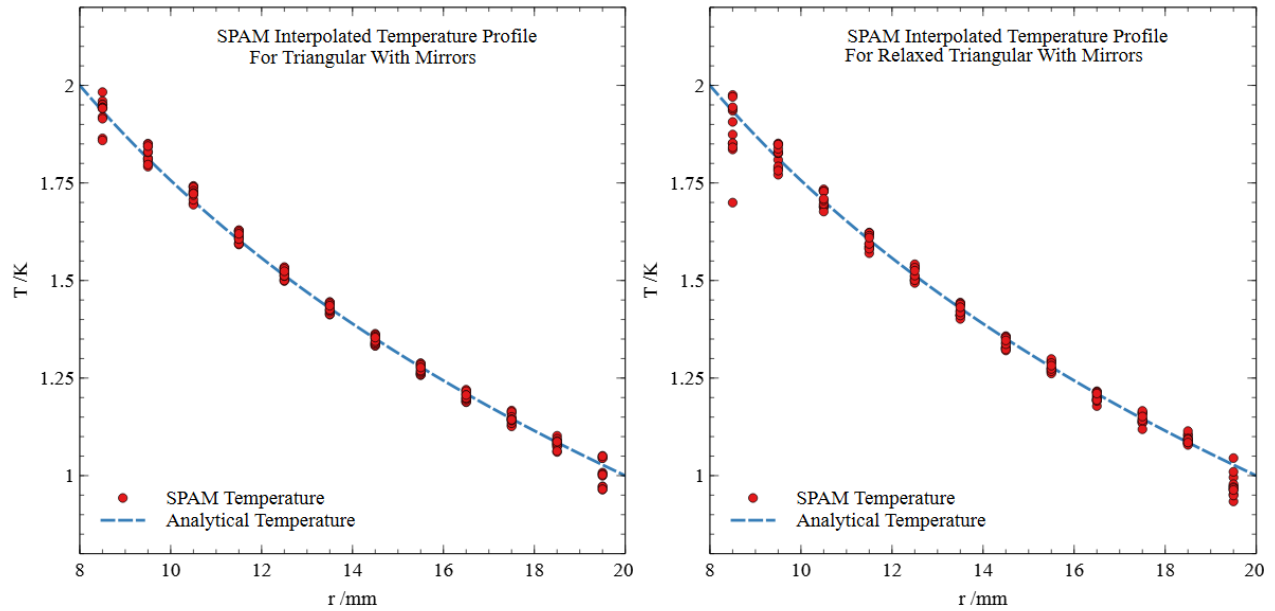 SPAM Interpolated Temperature Profile
For Triangular With Mirrors
2
1.75
1.5
1.25
1
T /K
SPAM Temperature
Analytical Temperature
8
10
12
14
16
18
20
r /mm
SPAM Interpolated Temperature Profile
For Relaxed Triangular With Mirrors
2
1.75
1.5
1.25
1
T /K
SPAM Temperature
Analytical Temperature
8
10
12
14
16
18
20
r /mm